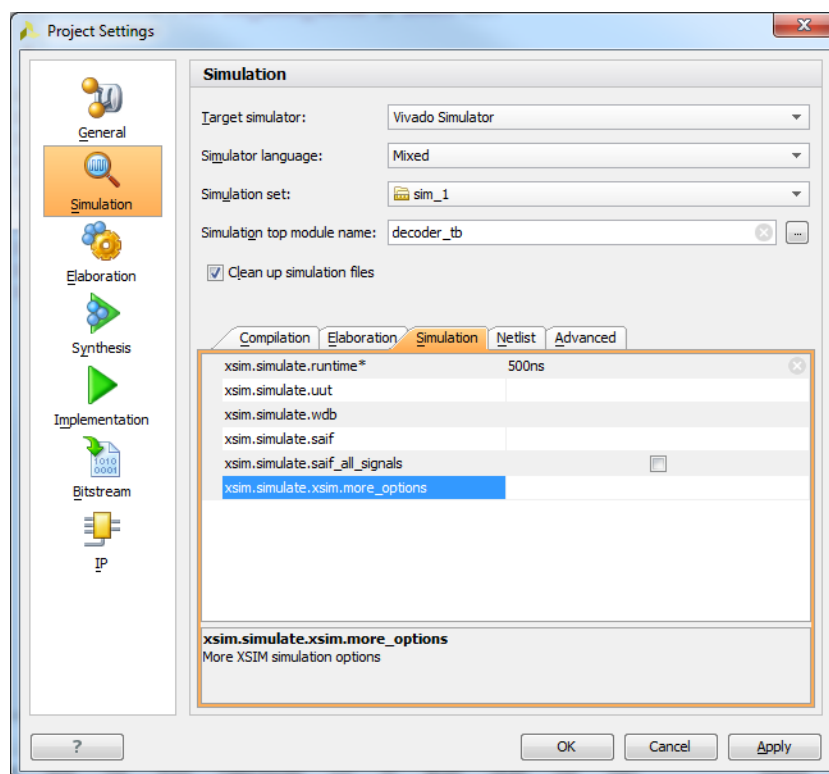 Project Settings
General
Simulation
Elaboration
Synthesis
Implementation
1010
0001
Bitstream
IP
Simulation
Target simulator: Vivado Simulator
Simulator language: Mixed
Simulation set: sim_1
Simulation top module name: decoder_tb ...
Clean up simulation files
Compilation Elaboration Simulation Netlist Advanced
xsim.simulate.runtime* 500ns
xsim.simulate.uut
xsim.simulate.wdb
xsim.simulate.saif
xsim.simulate.saif_all_signals
xsim.simulate.xsim.more_options
xsim.simulate.xsim.more_options
More XSIM simulation options
? OK Cancel Apply